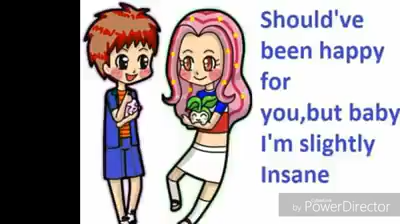 Should've
been happy
for
you,but baby
I'm slightly
Insane
by PowerDirector